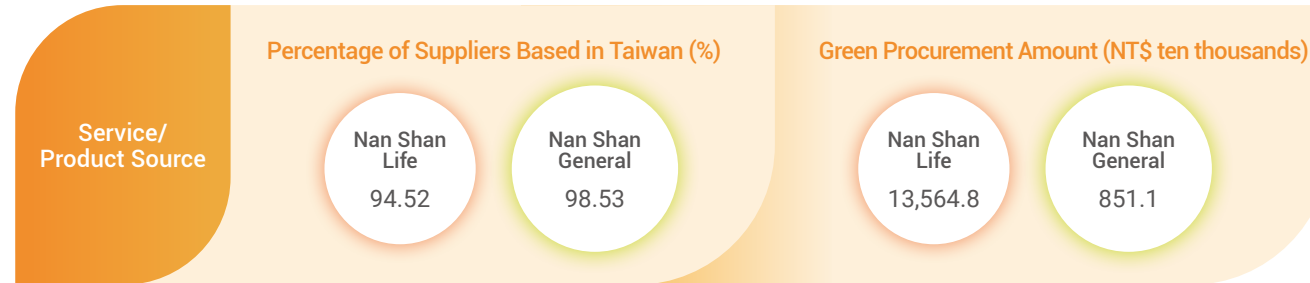 Service/
Product Source
Percentage of Suppliers Based in Taiwan (%)
Nan Shan
Life
94.52
Nan Shan
General
98.53
Green Procurement Amount (NT$ ten thousands)
Nan Shan
Life
13,564.8
Nan Shan
General
851.1